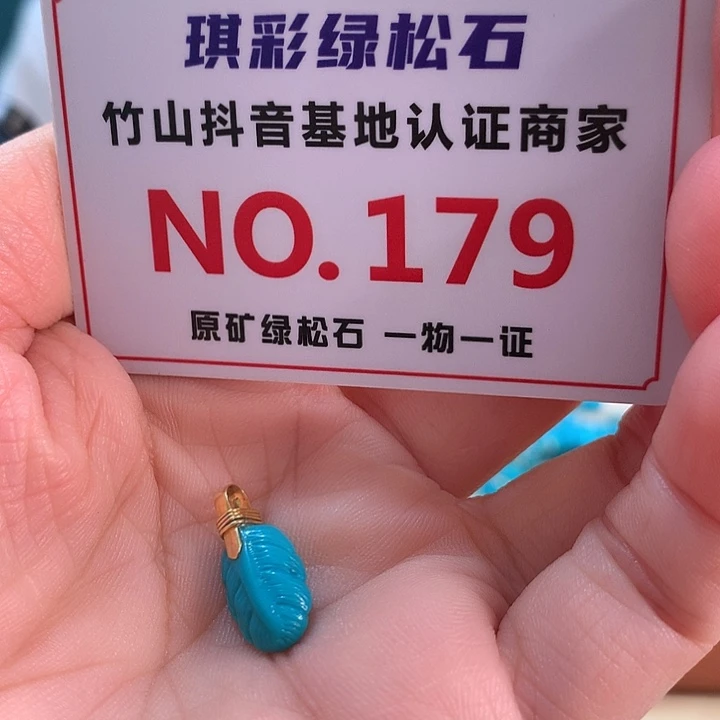 琪彩绿松石
竹山抖音基地认证商家
NO.179
原矿绿松石 一物一证